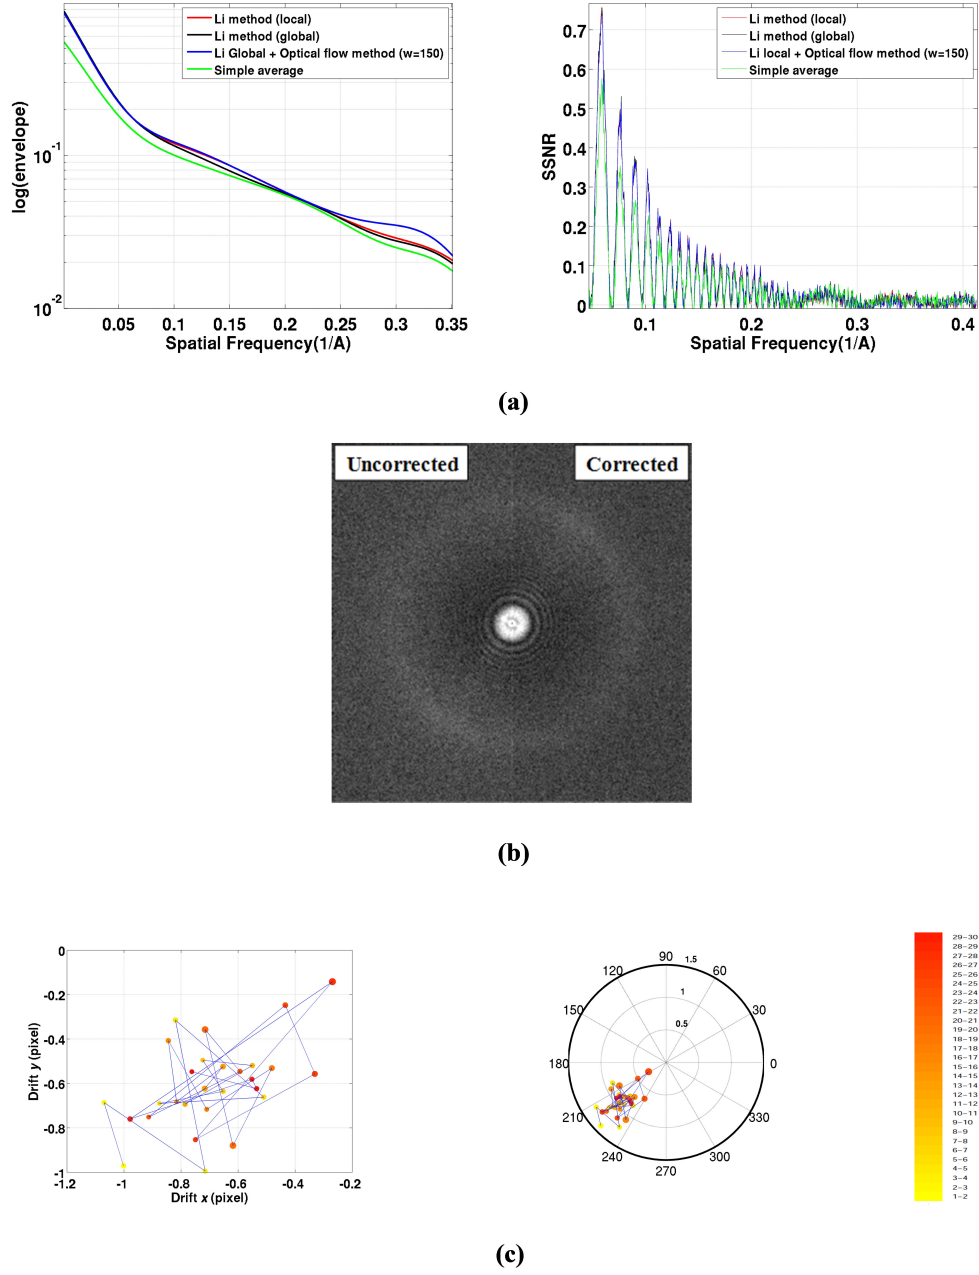 Li method (local)
Li method (global)
Li Global + Optical flow method (w=150)
Simple average
log(envelope)
10^-1
10^-2
0.05 0.1 0.15 0.2 0.25 0.3 0.35
Spatial Frequency(1/A)
Li method (local)
Li method (global)
Li local + Optical flow method (w=150)
Simple average
SSNR
0.7
0.6
0.5
0.4
0.3
0.2
0.1
0
0.1 0.2 0.3 0.4
Spatial Frequency(1/A)
(a)
Uncorrected
Corrected
(b)
Drift y (pixel)
0
-0.2
-0.4
-0.6
-0.8
-1
-1.2 -1 -0.8 -0.6 -0.4 -0.2
Drift x (pixel)
90
1.5
120
60
1
150
30
0.5
180
0
210
330
240
300
270
29-30
28-29
27-28
26-27
25-26
24-25
23-24
22-23
21-22
20-21
19-20
18-19
17-18
16-17
15-16
14-15
13-14
12-13
11-12
10-11
9-10
8-9
7-8
6-7
5-6
4-5
3-4
2-3
1-2
(c)